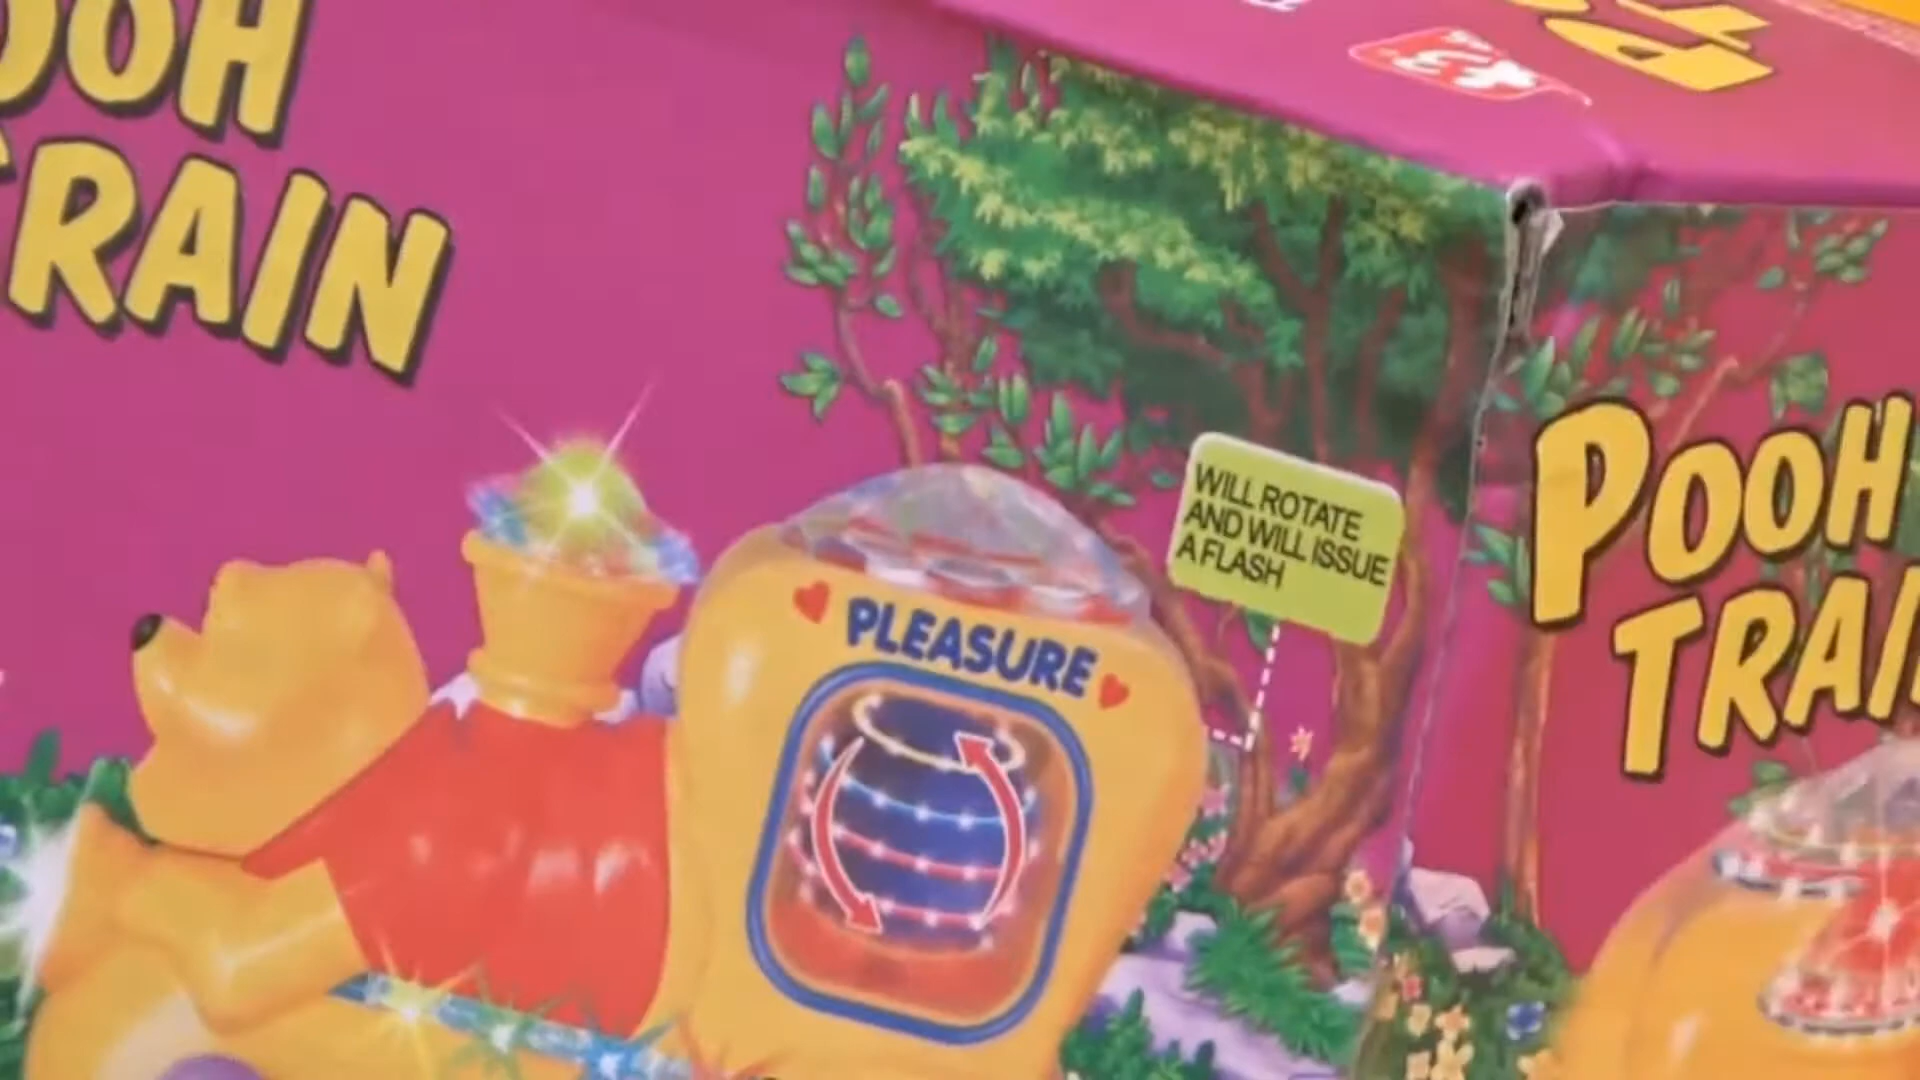 POOH
TRAIN
WILL ROTATE
AND WILL ISSUE
A FLASH
PLEASURE
POOH
TRAI